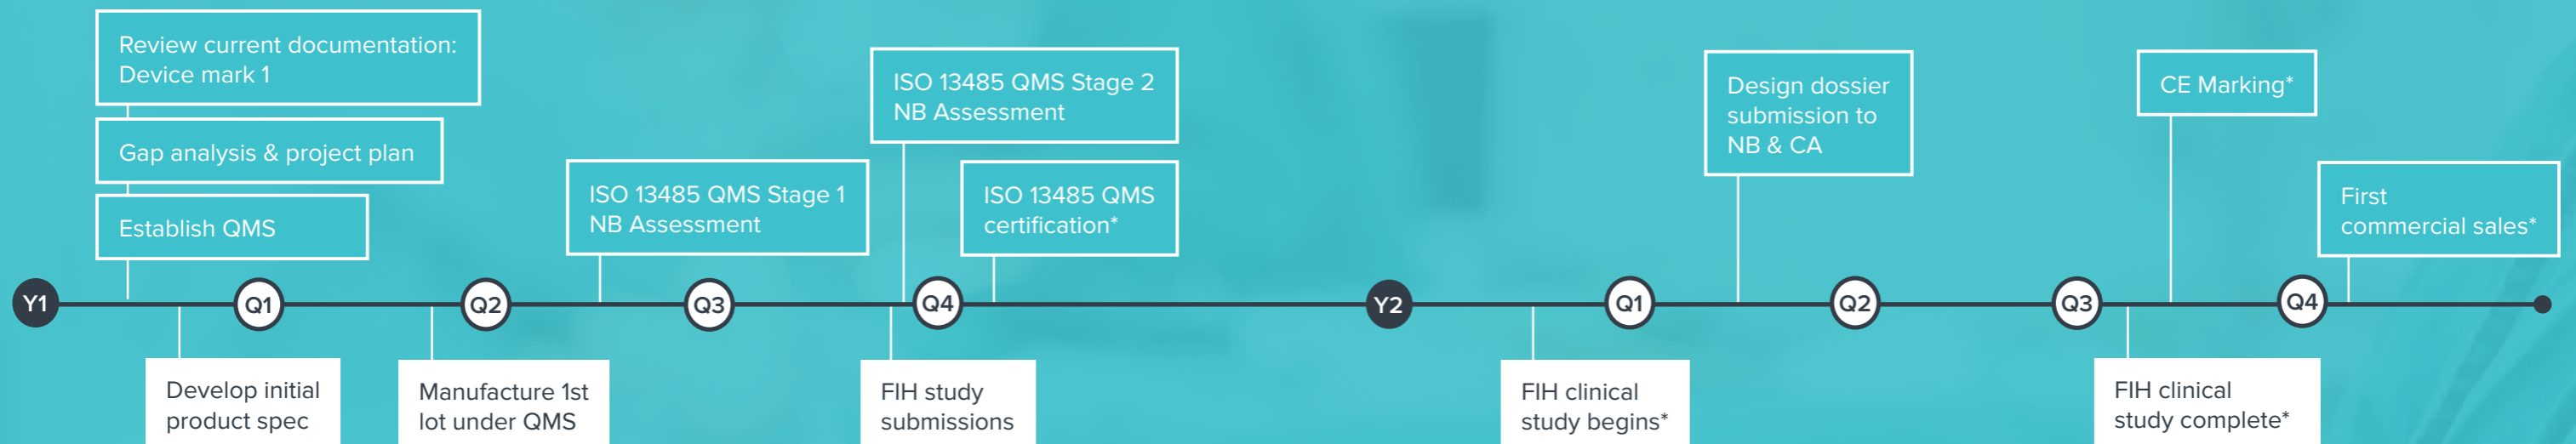 Review current documentation:
Device mark 1
Gap analysis & project plan
Establish QMS
ISO 13485 QMS Stage 1
NB Assessment
ISO 13485 QMS Stage 2
NB Assessment
ISO 13485 QMS
certification*
Design dossier
submission to
NB & CA
CE Marking*
First
commercial sales*
Y1
Q1
Q2
Q3
Q4
Y2
Q1
Q2
Q3
Q4
Develop initial
product spec
Manufacture 1st
lot under QMS
FIH study
submissions
FIH clinical
study begins*
FIH clinical
study complete*